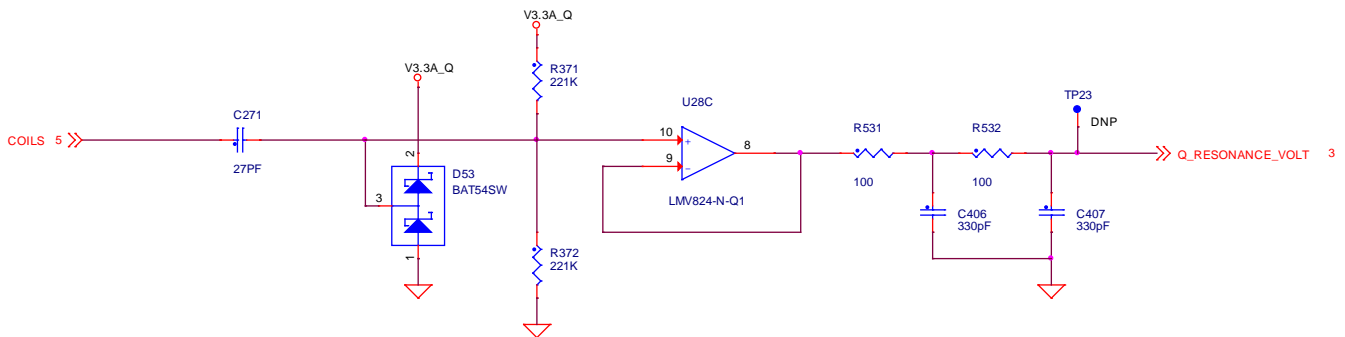 V3.3A_Q
R371
221K
V3.3A_Q
TP23
U28C
DNP
C271
R531
R532
COILS 5
10
+
9
-
8
Q_RESONANCE_VOLT 3
27PF
2
D53
BAT54SW
3
100
100
LMV824-N-Q1
C406
330pF
C407
330pF
1
R372
221K